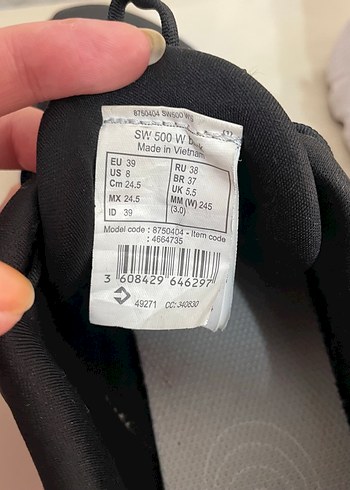 8750404 SW500
SW 500 W
Made in Vietnam
EU 39
US 8
Cm 24.5
MX 24.5
ID 39
RU 38
BR 37
UK 5.5
MM (W) 245
(3.0)
Model code : 8750404 - Item code
: 4664735
3 608429 646297
49271 CC: 340830